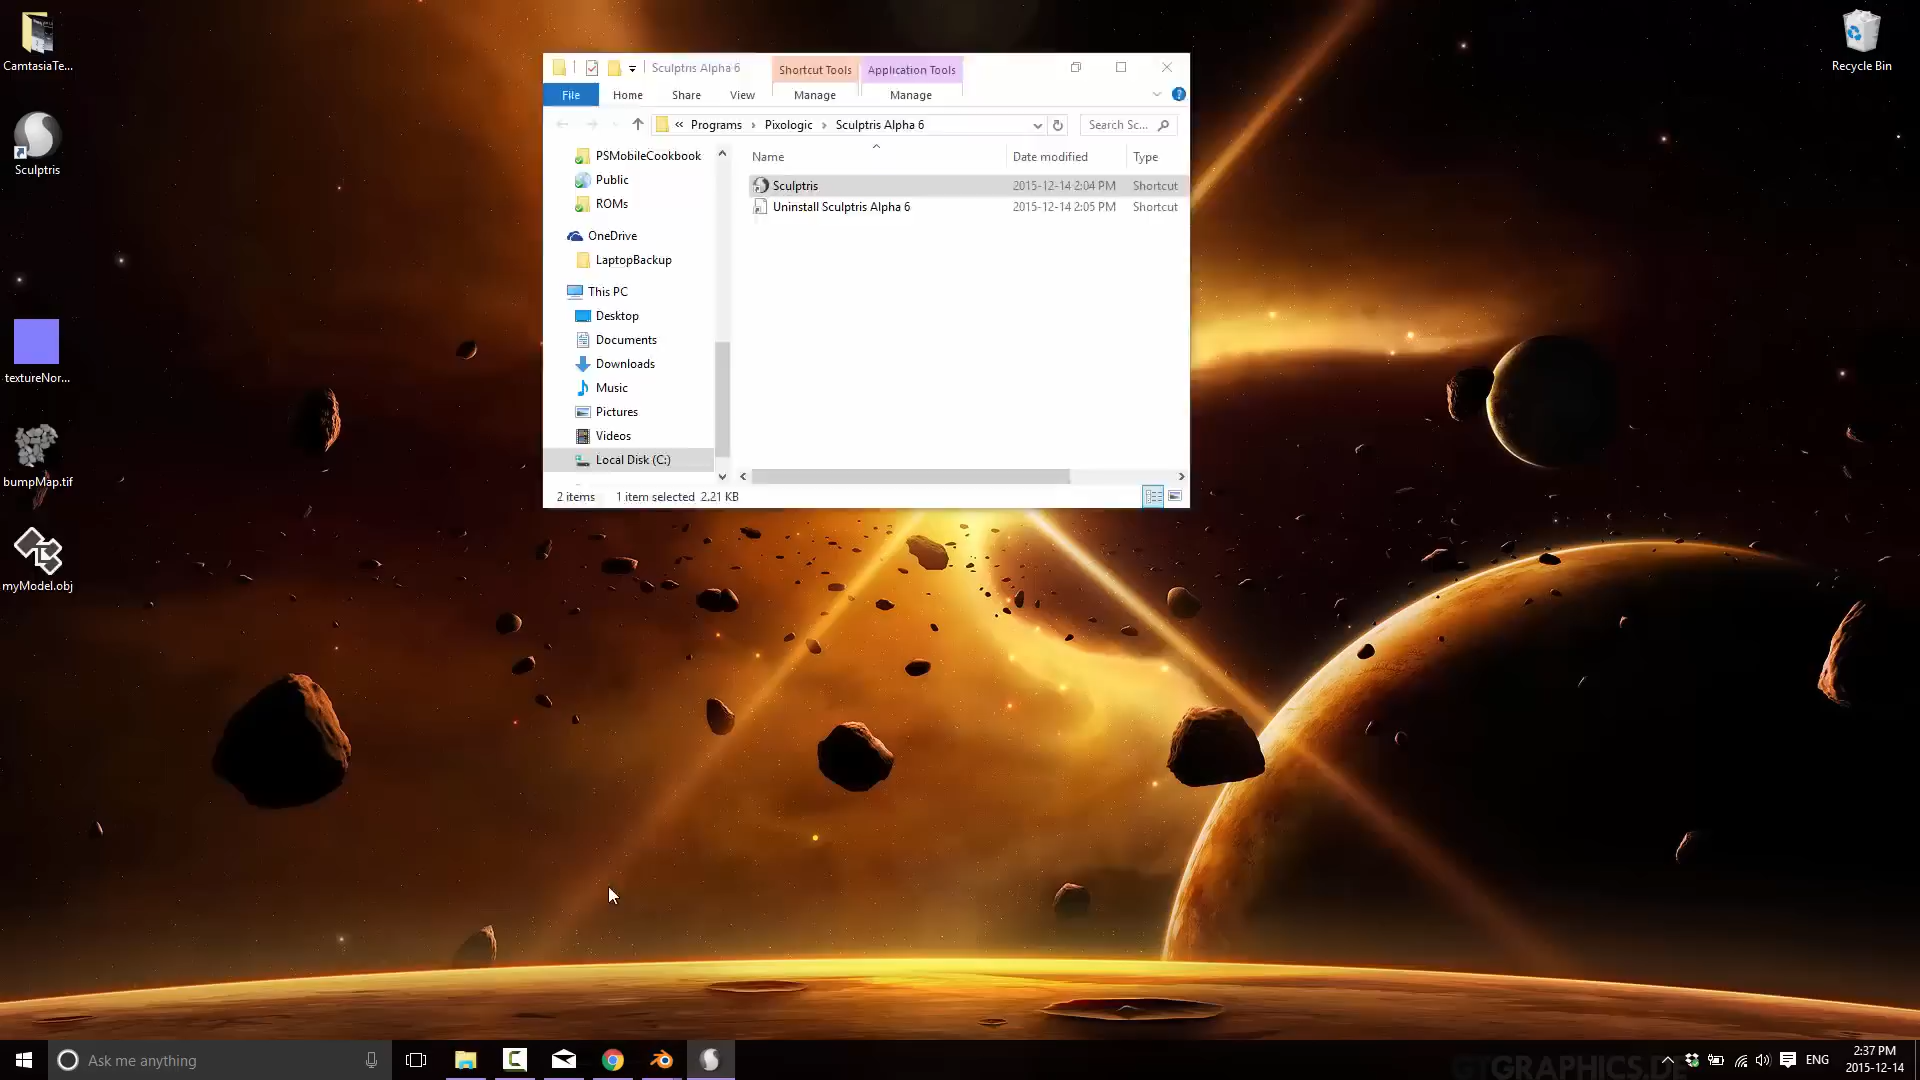 CamtasiaTe...
Sculptris
textureNor...
bumpMap.tif
myModel.obj
Recycle Bin
Sculptris Alpha 6
Shortcut Tools
Application Tools
File
Home
Share
View
Manage
Manage
« Programs › Pixologic › Sculptris Alpha 6
Search Sc...
PSMobileCookbook
Public
ROMs
OneDrive
LaptopBackup
This PC
Desktop
Documents
Downloads
Music
Pictures
Videos
Local Disk (C:)
Name Date modified Type
Sculptris 2015-12-14 2:04 PM Shortcut
Uninstall Sculptris Alpha 6 2015-12-14 2:05 PM Shortcut
2 items 1 item selected 2.21 KB
Ask me anything
GTGRAPHICS.DE
ENG
2:37 PM
2015-12-14